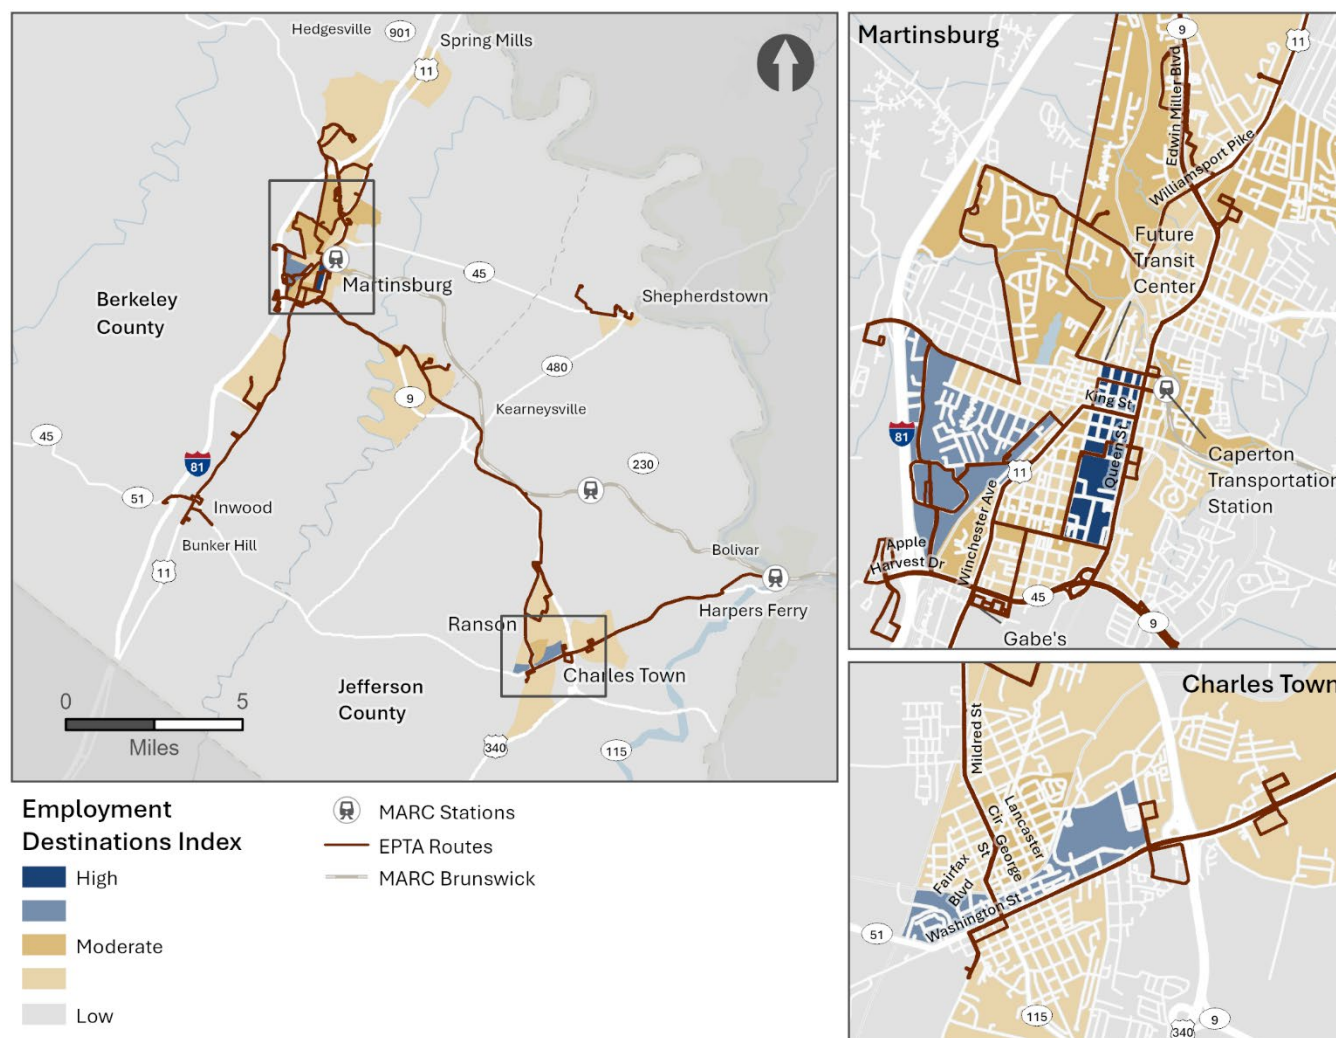 Hedgesville
901
Spring Mills
11
Berkeley
County
Martinsburg
45
Shepherdstown
480
9
Kearneysville
45
81
230
51
Inwood
Bunker Hill
11
Bolivar
Harpers Ferry
Ranson
Charles Town
Jefferson
County
0
5
Miles
340
115
Martinsburg
9
11
Edwin Miller Blvd
Williamsport Pike
Future
Transit
Center
King St
81
11
Queen St
Caperton
Transportation
Station
Winchester Ave
Apple
Harvest Dr
45
9
Gabe's
Charles Town
Mildred St
Lancaster
Cir
George
St
Fairfax
Blvd
Washington St
51
115
340
9
Employment
Destinations Index
High
Moderate
Low
MARC Stations
EPTA Routes
MARC Brunswick